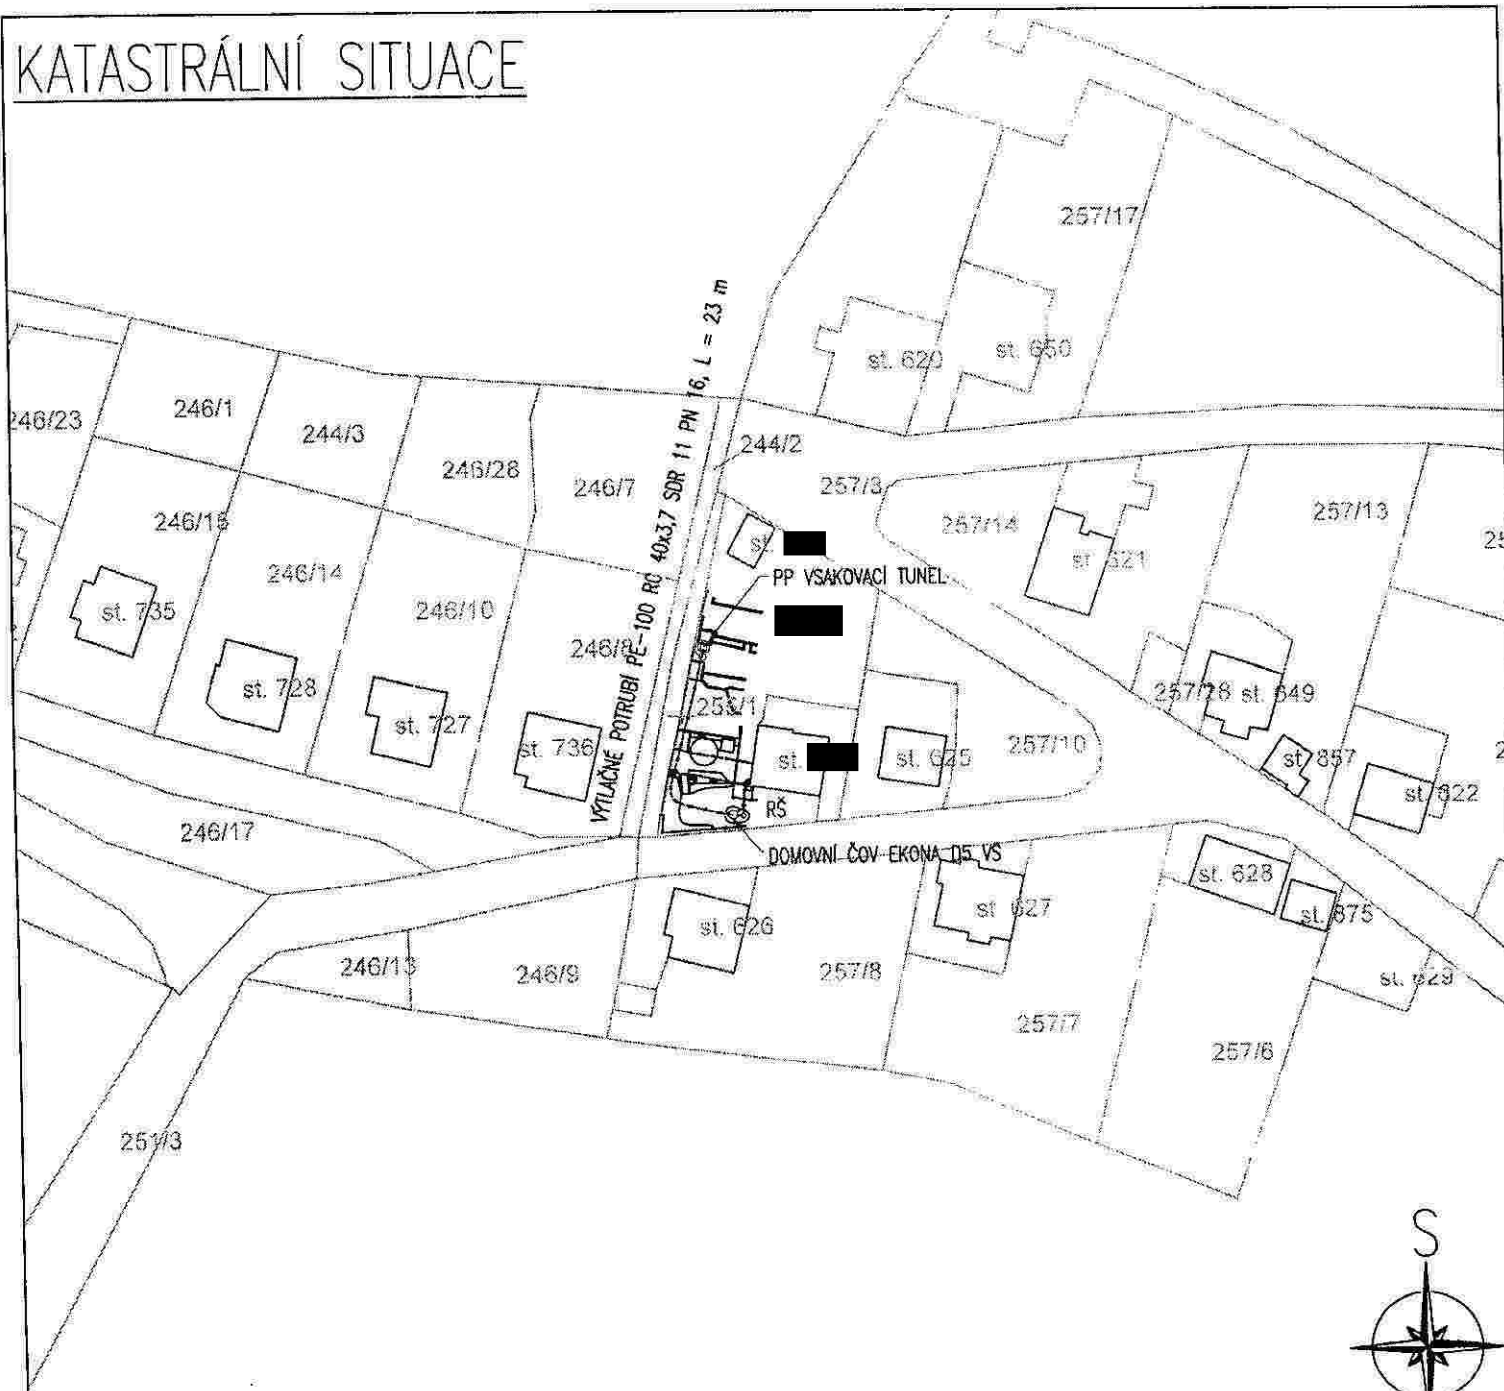 KATASTRÁLNÍ SITUACE
257/17
st. 620
st. 650
VÝTLAČNÉ POTRUBÍ PE-100 RC 40x3,7 SDR 11 PN 16, L = 23 m
246/23
246/1
244/3
246/28
246/7
244/2
257/3
257/14
257/13
246/15
246/14
246/10
246/8
st.
st. 621
PP VSAKOVACÍ TUNEL
st. 735
st. 728
st. 727
st. 736
255/1
st.
st. 625
257/10
257/28
st. 649
st. 857
st. 622
RŠ
246/17
DOMOVNÍ ČOV EKONA D5 VS
st. 626
st. 627
st. 628
st. 875
st. 629
246/13
246/9
257/8
257/7
257/6
251/3
S